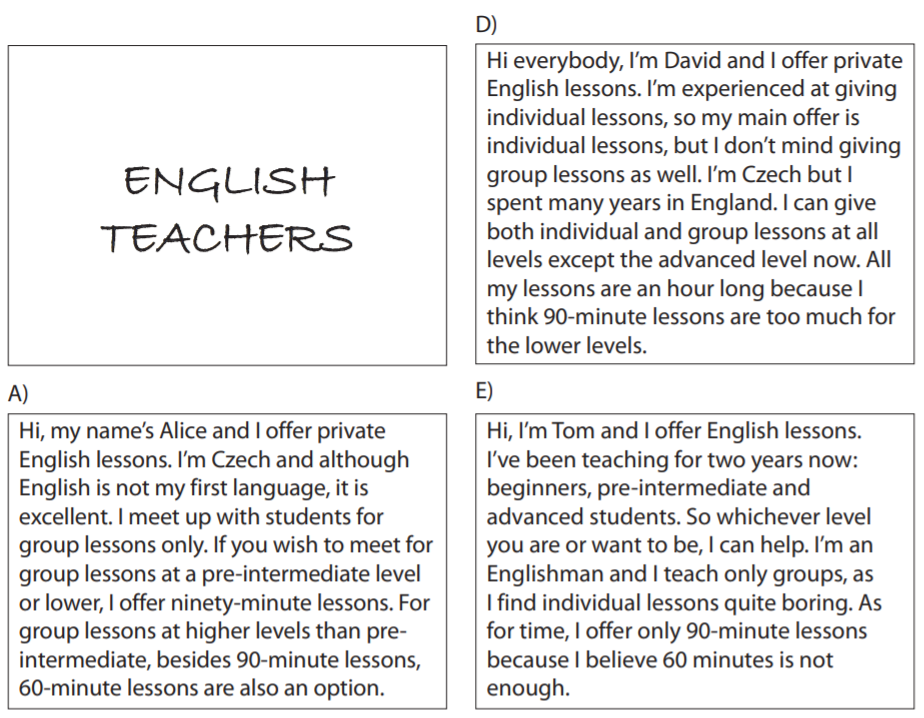 ENGLISH
TEACHERS
A)
Hi, my name’s Alice and I offer private
English lessons. I’m Czech and although
English is not my first language, it is
excellent. I meet up with students for
group lessons only. If you wish to meet for
group lessons at a pre-intermediate level
or lower, I offer ninety-minute lessons. For
group lessons at higher levels than pre-
intermediate, besides 90-minute lessons,
60-minute lessons are also an option.
D)
Hi everybody, I’m David and I offer private
English lessons. I’m experienced at giving
individual lessons, so my main offer is
individual lessons, but I don’t mind giving
group lessons as well. I’m Czech but I
spent many years in England. I can give
both individual and group lessons at all
levels except the advanced level now. All
my lessons are an hour long because I
think 90-minute lessons are too much for
the lower levels.
E)
Hi, I’m Tom and I offer English lessons.
I’ve been teaching for two years now:
beginners, pre-intermediate and
advanced students. So whichever level
you are or want to be, I can help. I’m an
Englishman and I teach only groups, as
I find individual lessons quite boring. As
for time, I offer only 90-minute lessons
because I believe 60 minutes is not
enough.